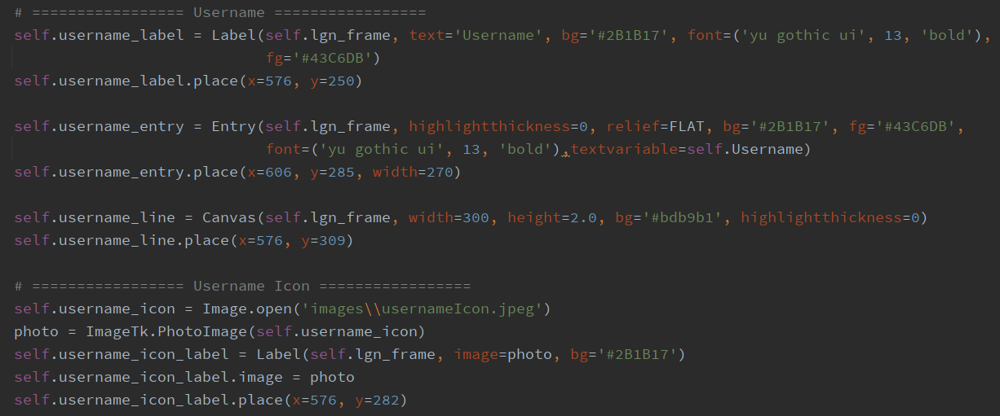 # ================= Username =================
self.username_label = Label(self.lgn_frame, text='Username', bg='#2B1B17', font=('yu gothic ui', 13, 'bold'),
                            fg='#43C6DB')
self.username_label.place(x=576, y=250)

self.username_entry = Entry(self.lgn_frame, highlightthickness=0, relief=FLAT, bg='#2B1B17', fg='#43C6DB',
                            font=('yu gothic ui', 13, 'bold'),textvariable=self.Username)
self.username_entry.place(x=606, y=285, width=270)

self.username_line = Canvas(self.lgn_frame, width=300, height=2.0, bg='#bdb9b1', highlightthickness=0)
self.username_line.place(x=576, y=309)

# ================= Username Icon =================
self.username_icon = Image.open('images\\usernameIcon.jpeg')
photo = ImageTk.PhotoImage(self.username_icon)
self.username_icon_label = Label(self.lgn_frame, image=photo, bg='#2B1B17')
self.username_icon_label.image = photo
self.username_icon_label.place(x=576, y=282)